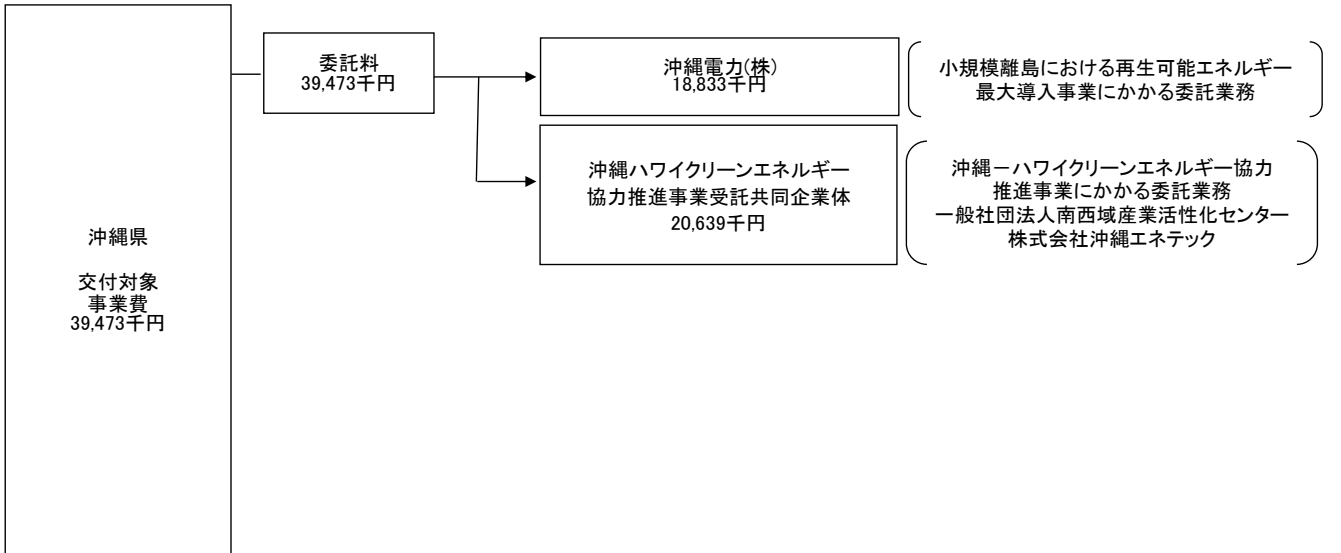 沖縄県
交付対象
事業費
39,473千円
委託料
39,473千円
沖縄電力(株)
18,833千円
小規模離島における再生可能エネルギー
最大導入事業にかかる委託業務
沖縄ハワイクリーンエネルギー
協力推進事業受託共同企業体
20,639千円
沖縄－ハワイクリーンエネルギー協力
推進事業にかかる委託業務
一般社団法人南西域産業活性化センター
株式会社沖縄エネテック